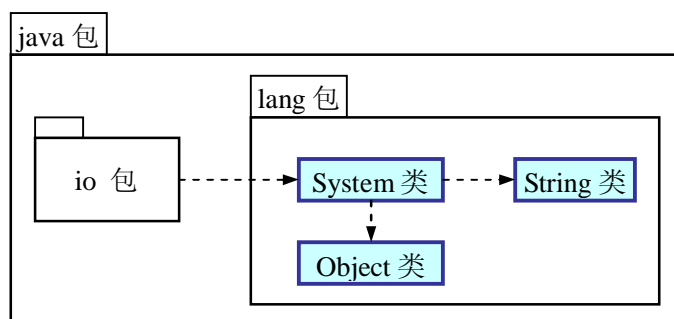 java 包
lang 包
io 包
System 类
String 类
Object 类